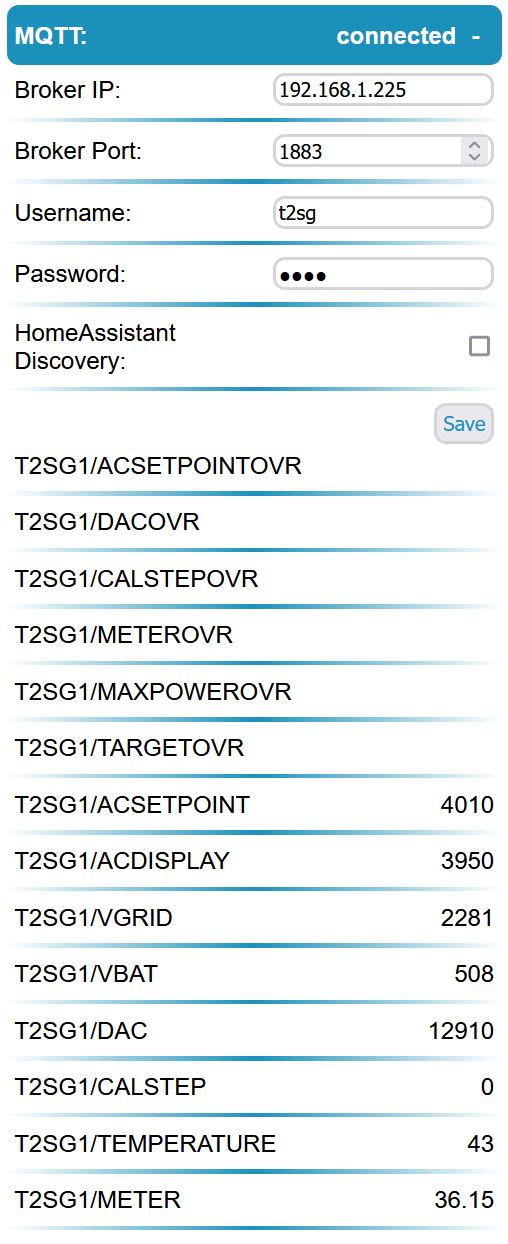 MQTT: connected -
Broker IP: 192.168.1.225
Broker Port: 1883
Username: t2sg
Password: ●●●●
HomeAssistant
Discovery:
Save
T2SG1/ACSETPOINTOVR
T2SG1/DACOVR
T2SG1/CALSTEPOVR
T2SG1/METEROVR
T2SG1/MAXPOWEROVR
T2SG1/TARGETOVR
T2SG1/ACSETPOINT 4010
T2SG1/ACDISPLAY 3950
T2SG1/VGRID 2281
T2SG1/VBAT 508
T2SG1/DAC 12910
T2SG1/CALSTEP 0
T2SG1/TEMPERATURE 43
T2SG1/METER 36.15